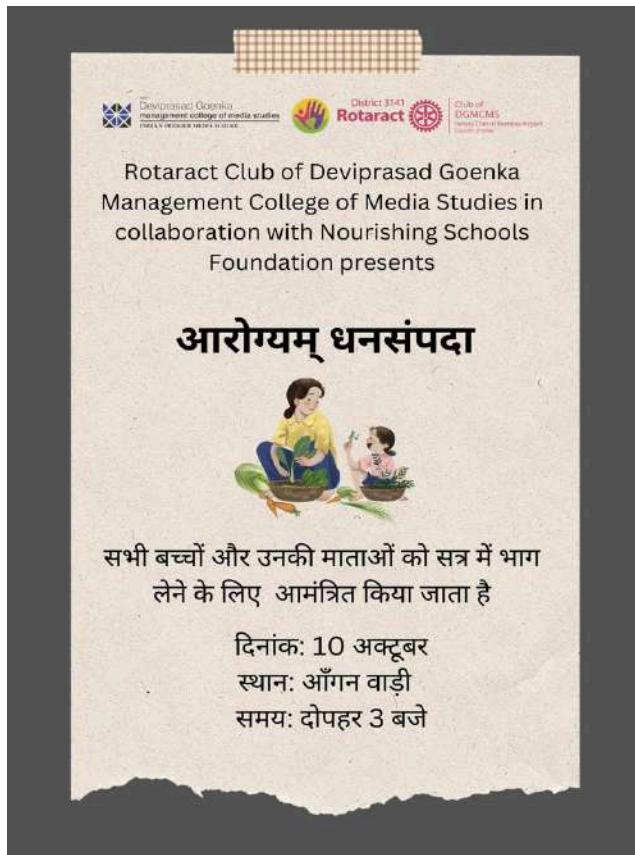 Deviprasad Goenka
management college of media studies
District 3141
Rotaract
Club of
DGMCMS
Rotaract Club of Deviprasad Goenka
Management College of Media Studies in
collaboration with Nourishing Schools
Foundation presents
आरोग्यम् धनसंपदा
सभी बच्चों और उनकी माताओं को सत्र में भाग
लेने के लिए आमंत्रित किया जाता है
दिनांक: 10 अक्टूबर
स्थान: आँगन वाड़ी
समय: दोपहर 3 बजे